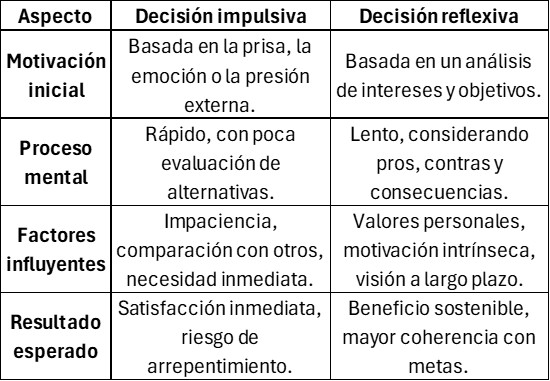 Aspecto Decisión impulsiva Decisión reflexiva
Motivación inicial
Basada en la prisa, la
emoción o la presión
externa.
Basada en un análisis
de intereses y objetivos.
Proceso
mental
Rápido, con poca
evaluación de
alternativas.
Lento, considerando
pros, contras y
consecuencias.
Factores
influyentes
Impaciencia,
comparación con otros,
necesidad inmediata.
Valores personales,
motivación intrínseca,
visión a largo plazo.
Resultado
esperado
Satisfacción inmediata,
riesgo de
arrepentimiento.
Beneficio sostenible,
mayor coherencia con
metas.